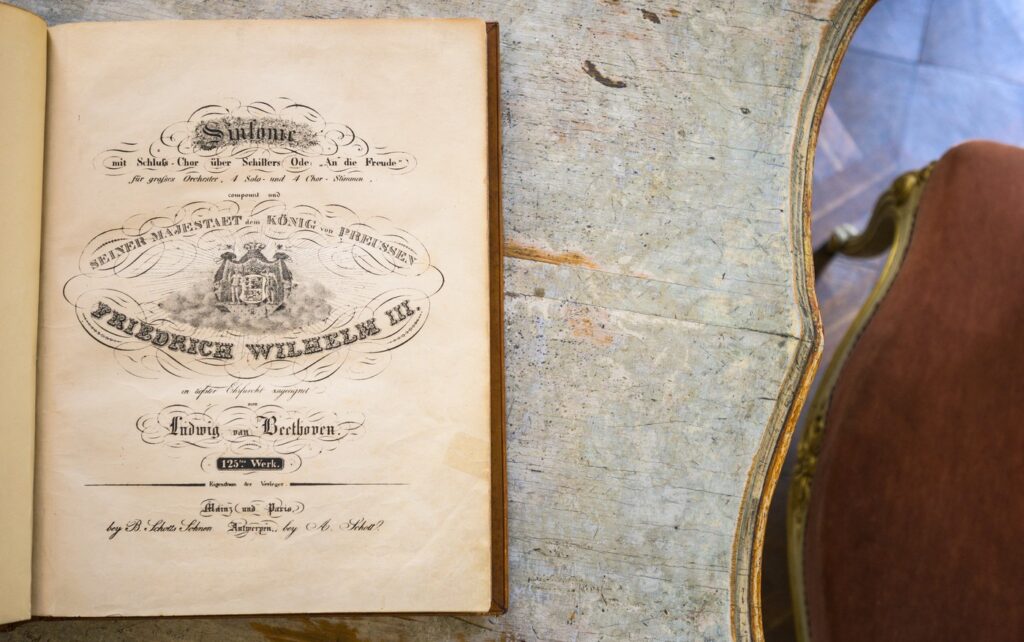 Sinfonie
mit Schluß-Chor über Schillers Ode: „An die Freude“
für großes Orchester, 4 Solo- und 4 Chor-Stimmen,
componirt und
SEINER MAJESTAET dem KÖNIG von PREUSSEN
FRIEDRICH WILHELM III.
in tiefster Ehrfurcht zugeeignet
von
Ludwig van Beethoven.
125tes Werk.
Eigenthum der Verleger.
Mainz und Paris,
bey B. Schotts Söhnen. Antwerpen, bey A. Schott.